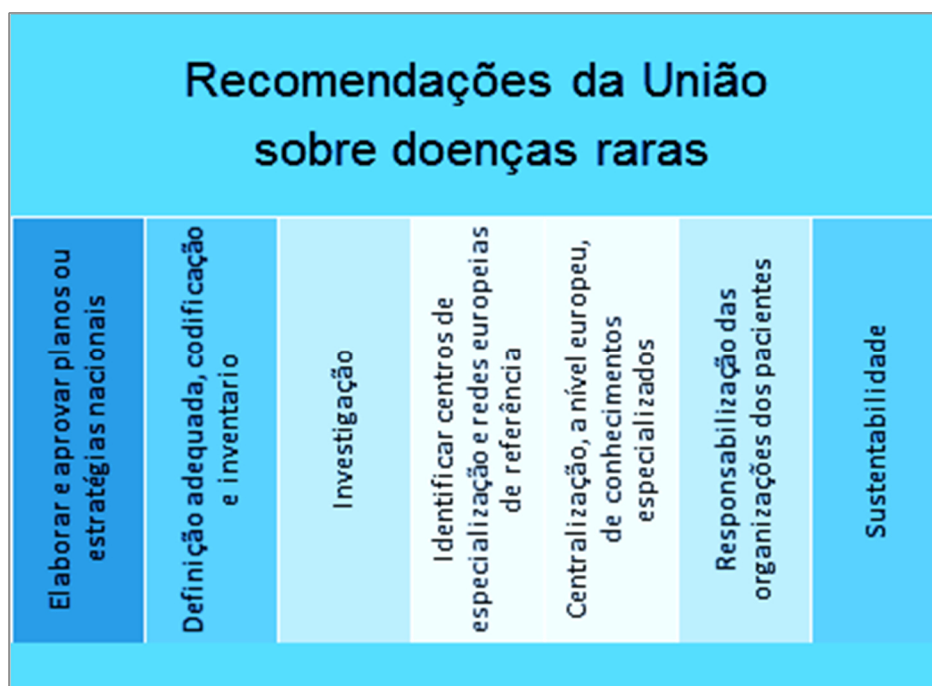 Recomendações da União
sobre doenças raras
Elaborar e aprovar planos ou
estratégias nacionais
Definição adequada, codificação
e inventario
Investigação
Identificar centros de
especialização e redes europeias
de referência
Centralização, a nível europeu,
de conhecimentos
especializados
Responsabilização das
organizações dos pacientes
Sustentabilidade